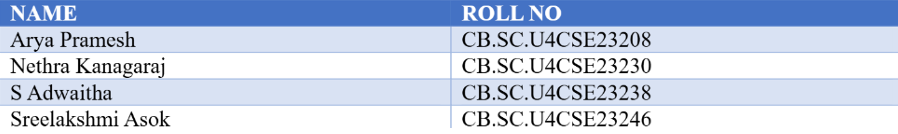 NAME ROLL NO
Arya Pramesh CB.SC.U4CSE23208
Nethra Kanagaraj CB.SC.U4CSE23230
S Adwaitha CB.SC.U4CSE23238
Sreelakshmi Asok CB.SC.U4CSE23246